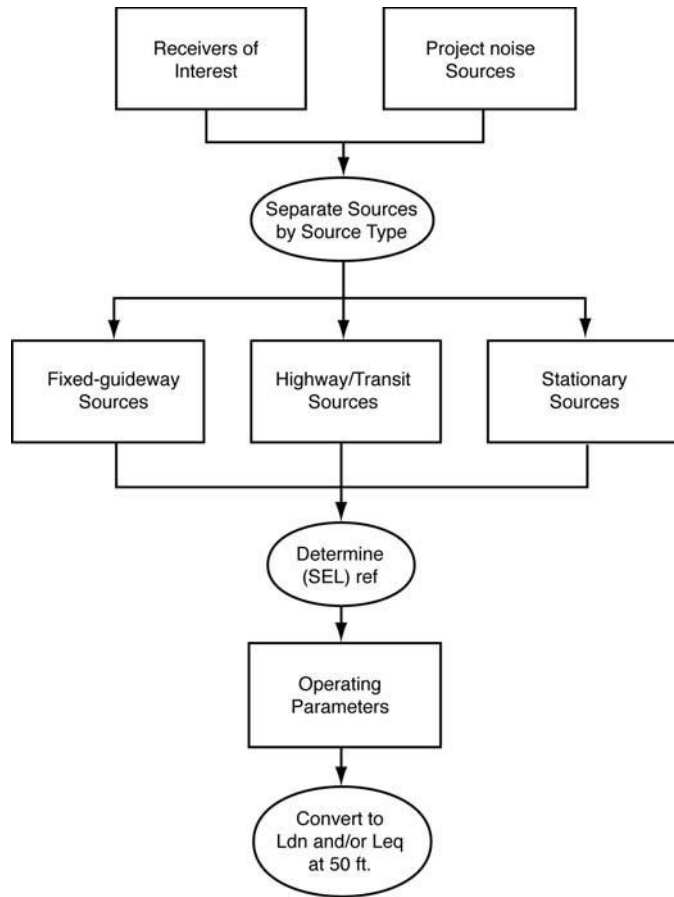 Receivers of
Interest
Project noise
Sources
Separate Sources
by Source Type
Fixed-guideway
Sources
Highway/Transit
Sources
Stationary
Sources
Determine
(SEL) ref
Operating
Parameters
Convert to
Ldn and/or Leq
at 50 ft.